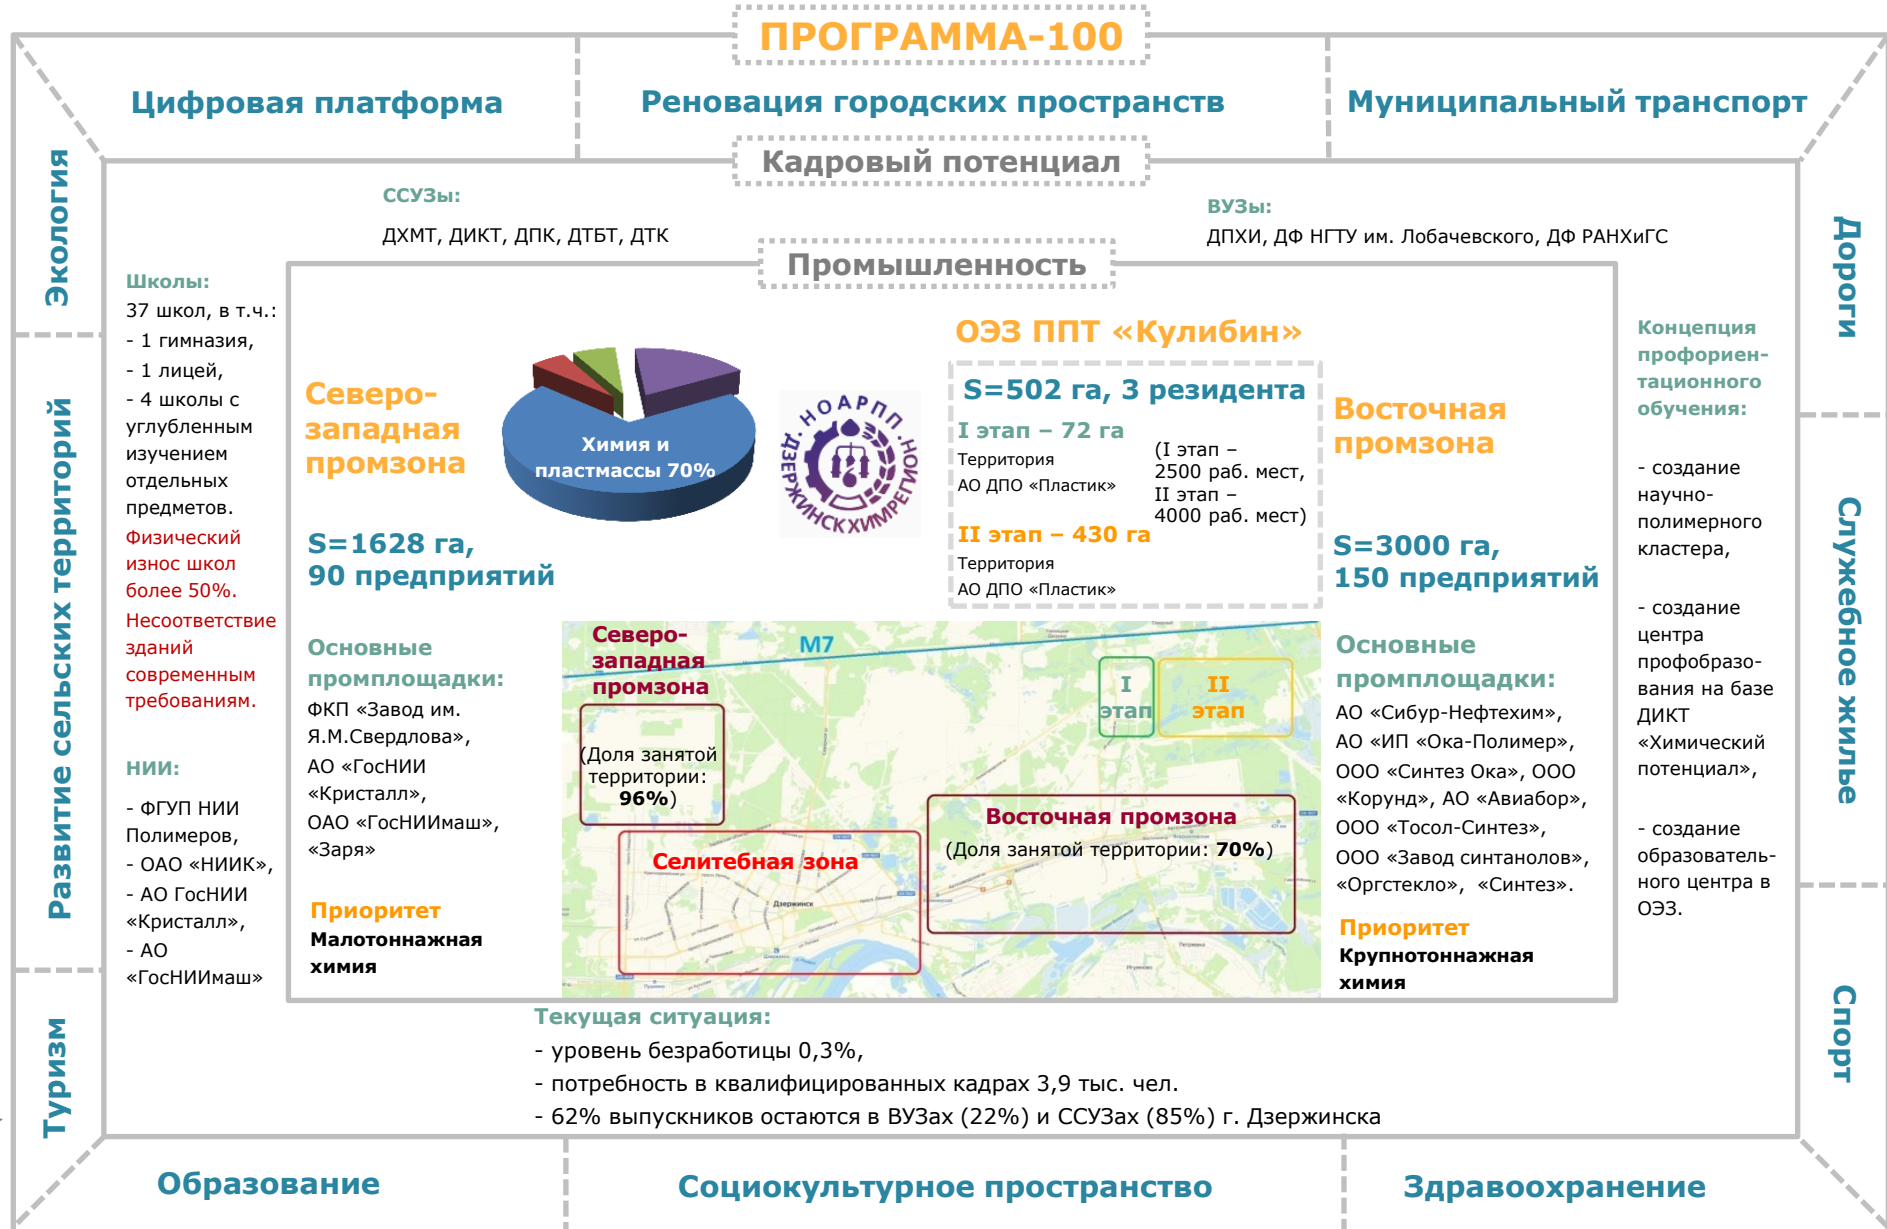 ПРОГРАММА-100
Цифровая платформа
Реновация городских пространств
Муниципальный транспорт
Экология
Развитие сельских территорий
Туризм
Дороги
Служебное жилье
Спорт
Образование
Социокультурное пространство
Здравоохранение
Кадровый потенциал
ССУЗы:
ДХМТ, ДИКТ, ДПК, ДТБТ, ДТК
ВУЗы:
ДПХИ, ДФ НГТУ им. Лобачевского, ДФ РАНХиГС
Школы:
37 школ, в т.ч.:
- 1 гимназия,
- 1 лицей,
- 4 школы с
углубленным
изучением
отдельных
предметов.
Физический
износ школ
более 50%.
Несоответствие
зданий
современным
требованиям.
НИИ:
- ФГУП НИИ
Полимеров,
- ОАО «НИИК»,
- АО ГосНИИ
«Кристалл»,
- АО
«ГосНИИмаш»
Промышленность
Северо-
западная
промзона
S=1628 га,
90 предприятий
Химия и
пластмассы 70%
НОАРПП
ДЗЕРЖИНСКХИМРЕГИОН
ОЭЗ ППТ «Кулибин»
S=502 га, 3 резидента
I этап – 72 га
Территория
АО ДПО «Пластик»
(I этап –
2500 раб. мест,
II этап –
4000 раб. мест)
II этап – 430 га
Территория
АО ДПО «Пластик»
Восточная
промзона
S=3000 га,
150 предприятий
Основные
промплощадки:
ФКП «Завод им.
Я.М.Свердлова»,
АО «ГосНИИ
«Кристалл»,
ОАО «ГосНИИмаш»,
«Заря»
Приоритет
Малотоннажная
химия
Северо-
западная
промзона
М7
(Доля занятой
территории:
96%)
I
этап
II
этап
Восточная промзона
(Доля занятой территории: 70%)
Селитебная зона
Дзержинск
Основные
промплощадки:
АО «Сибур-Нефтехим»,
АО «ИП «Ока-Полимер»,
ООО «Синтез Ока», ООО
«Корунд», АО «Авиабор»,
ООО «Тосол-Синтез»,
ООО «Завод синтанолов»,
«Оргстекло», «Синтез».
Приоритет
Крупнотоннажная
химия
Концепция
профориен-
тационного
обучения:
- создание
научно-
полимерного
кластера,
- создание
центра
профобразо-
вания на базе
ДИКТ
«Химический
потенциал»,
- создание
образователь-
ного центра в
ОЭЗ.
Текущая ситуация:
- уровень безработицы 0,3%,
- потребность в квалифицированных кадрах 3,9 тыс. чел.
- 62% выпускников остаются в ВУЗах (22%) и ССУЗах (85%) г. Дзержинска